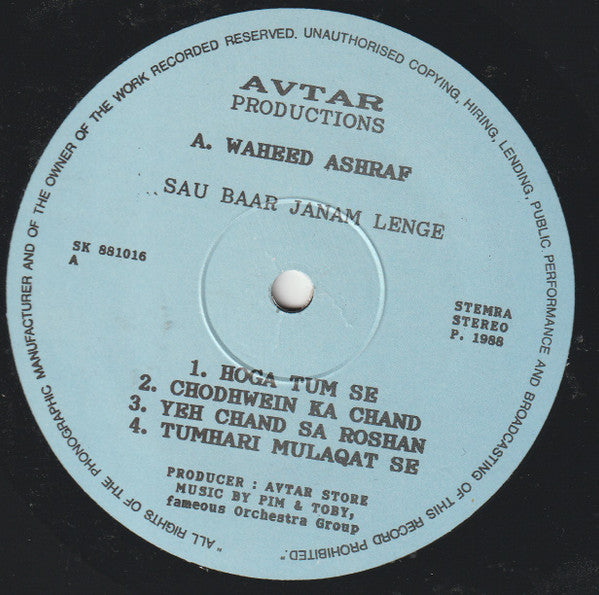 AVTAR
PRODUCTIONS
A. WAHEED ASHRAF
SAU BAAR JANAM LENGE
SK 881016
A
STEMRA
STEREO
P. 1988
1. HOGA TUM SE
2. CHODHWEIN KA CHAND
3. YEH CHAND SA ROSHAN
4. TUMHARI MULAQAT SE
PRODUCER : AVTAR STORE
MUSIC BY PIM & TOBY,
fameous Orchestra Group
"ALL RIGHTS OF THE PHONOGRAPHIC MANUFACTURER AND OF THE OWNER OF THE WORK RECORDED RESERVED. UNAUTHORISED COPYING, HIRING, LENDING, PUBLIC PERFORMANCE AND BROADCASTING OF THIS RECORD PROHIBITED."